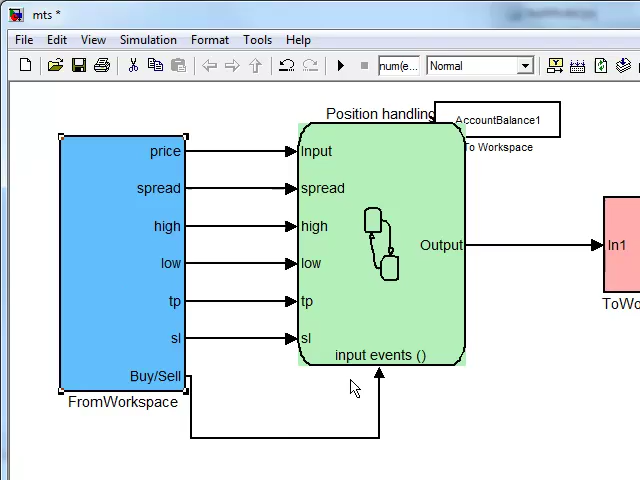 mts *
File Edit View Simulation Format Tools Help
num(e... Normal
Position handling
AccountBalance1
To Workspace
price
spread
high
low
tp
sl
Buy/Sell
FromWorkspace
Input
spread
high
low
tp
sl
Output
input events ()
In1
ToWo